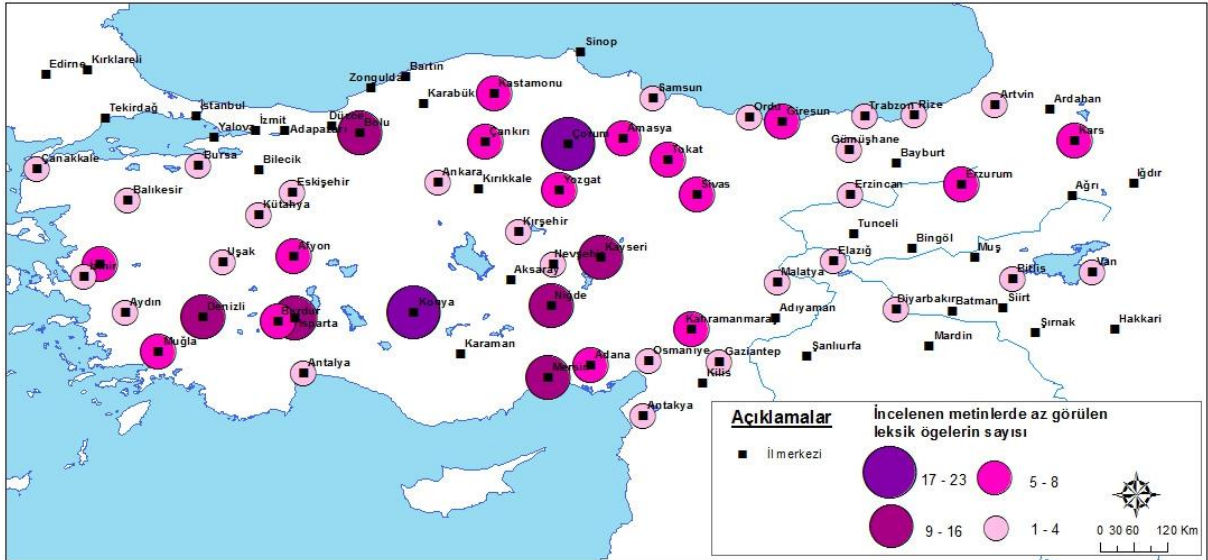 Sinop
Edirne
Kırklareli
Bartın
Zongulda
Kastamonu
Karabük
Samsun
Artvin
Ardahan
Tekirdağ
İstanbul
İzmit
Adapazarı
Düzce
Bolu
Yalova
Çankırı
Çorum
Amasya
Ordu
Giresun
Trabzon
Rize
Kars
Gümüşhane
Tokat
Bayburt
Çanakkale
Bursa
Bilecik
Ankara
Kırıkkale
Yozgat
Sivas
Erzincan
Erzurum
Ağrı
Iğdır
Balıkesir
Eskişehir
Kütahya
Kırşehir
Tunceli
Bingöl
Muş
Uşak
Afyon
Nevşehir
Kayseri
Elazığ
Bitlis
Van
İzmir
Aksaray
Malatya
Siirt
Aydın
Denizli
Burdur
Isparta
Konya
Niğde
Adıyaman
Diyarbakır
Batman
Kahramanmaraş
Şırnak
Hakkari
Muğla
Karaman
Mardin
Antalya
Mersin
Adana
Osmaniye
Gaziantep
Şanlıurfa
Kilis
Antakya
Açıklamalar
İl merkezi
İncelenen metinlerde az görülen
leksik ögelerin sayısı
17 - 23
5 - 8
9 - 16
1 - 4
0 30 60 120 Km